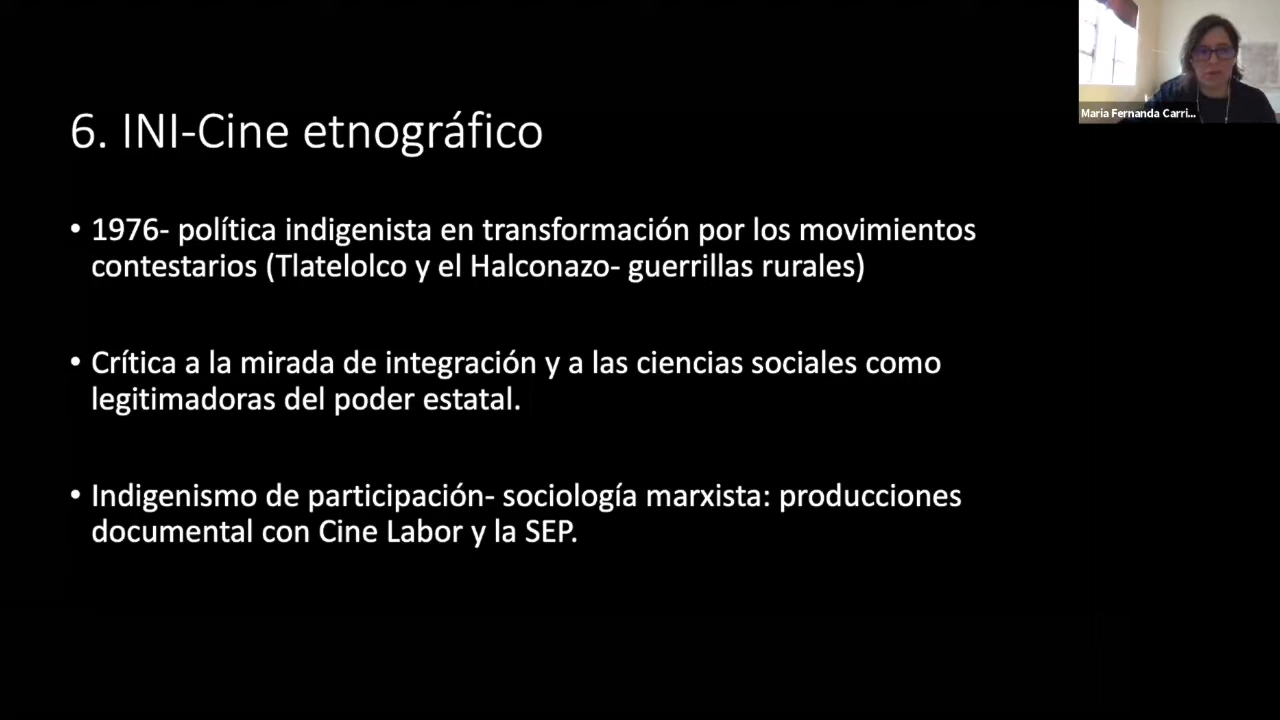 6. INI-Cine etnográfico
• 1976- política indigenista en transformación por los movimientos
contestarios (Tlatelolco y el Halconazo- guerrillas rurales)
• Crítica a la mirada de integración y a las ciencias sociales como
legitimadoras del poder estatal.
• Indigenismo de participación- sociología marxista: producciones
documental con Cine Labor y la SEP.
Maria Fernanda Carri...